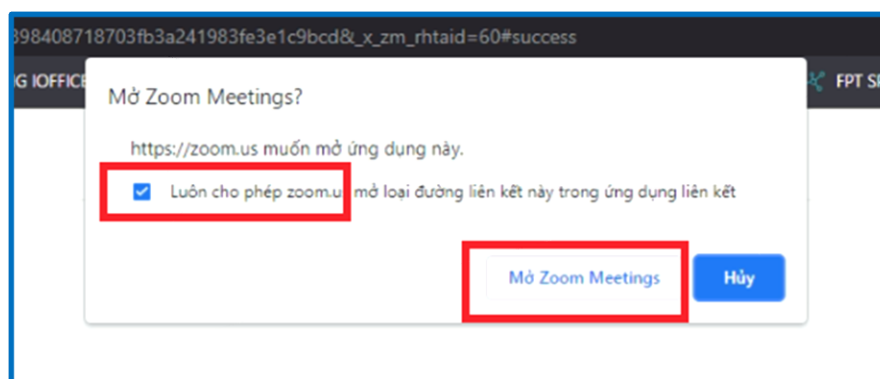 398408718703fb3a241983fe3e1c9bcd&_x_zm_rhtaid=60#success
G IOFFICE
FPT
Mở Zoom Meetings?
https://zoom.us muốn mở ứng dụng này.
Luôn cho phép zoom.us mở loại đường liên kết này trong ứng dụng liên kết
Mở Zoom Meetings
Hủy